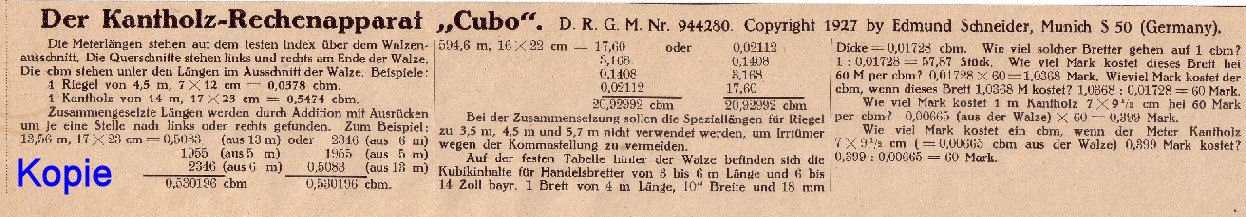 Der Kantholz-Rechenapparat „Cubo“. D. R. G. M. Nr. 944280. Copyright 1927 by Edmund Schneider, Munich S 50 (Germany).
Die Meterlängen stehen auf dem festen Index über dem Walzen-
ausschnitt. Die Querschnitte stehen links und rechts am Ende der Walze.
Die cbm stehen unter den Längen im Ausschnitt der Walze. Beispiele:
1 Riegel von 4,5 m, 7×12 cm = 0,0378 cbm.
1 Kantholz von 14 m, 17×23 cm = 0,5474 cbm.
Zusammengesetzte Längen werden durch Addition mit Ausrücken
um je eine Stelle nach links oder rechts gefunden. Zum Beispiel:
13,56 m, 17×23 cm = 0,5083 (aus 13 m) oder 2346 (aus 6 m)
1955 (aus 5 m) 1955 (aus 5 m)
2346 (aus 6 m) 0,5083 (aus 13 m)
0,530196 cbm 0,530196 cbm.
Kopie
594,6 m, 16×22 cm = 17,60 oder 0,02112
3,168 0,1408
0,1408 3,168
0,02112 17,60
20,92992 cbm 20,92992 cbm
Bei der Zusammensetzung sollen die Speziallängen für Riegel
zu 3,5 m, 4,5 m und 5,7 m nicht verwendet werden, um Irrtümer
wegen der Kommastellung zu vermeiden.
Auf der festen Tabelle hinter der Walze befinden sich die
Kubikinhalte für Handelsbretter von 3 bis 6 m Länge und 6 bis
14 Zoll bayr. 1 Brett von 4 m Länge, 10" Breite und 18 mm
Dicke = 0,01728 cbm. Wie viel solcher Bretter gehen auf 1 cbm?
1 : 0,01728 = 57,87 Stück. Wie viel Mark kostet dieses Brett bei
60 M per cbm? 0,01728 × 60 = 1,0368 Mark. Wieviel Mark kostet der
cbm, wenn dieses Brett 1,0368 M kostet? 1,0368 : 0,01728 = 60 Mark.
Wie viel Mark kostet 1 m Kantholz 7×9½ cm bei 60 Mark
per cbm? 0,00665 (aus der Walze) × 60 = 0,399 Mark.
Wie viel Mark kostet ein cbm, wenn der Meter Kantholz
7×9½ cm (= 0,00665 cbm aus der Walze) 0,399 Mark kostet?
0,399 : 0,00665 = 60 Mark.